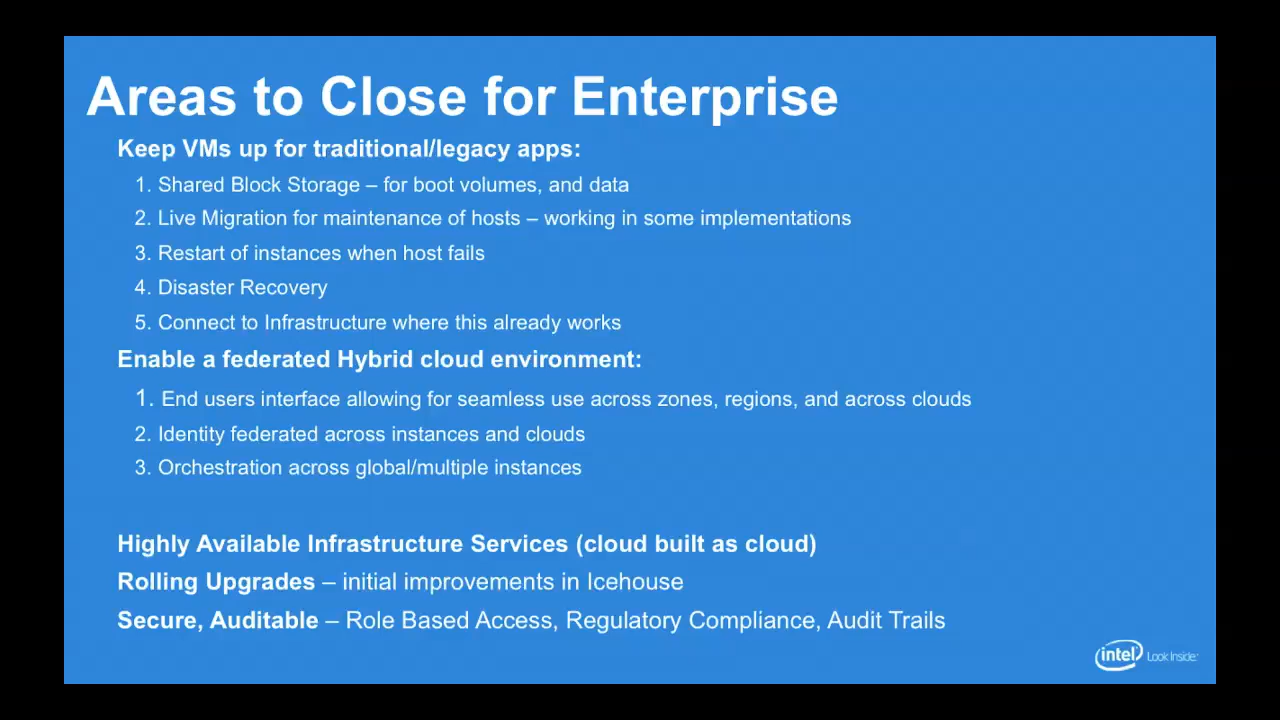 Areas to Close for Enterprise
Keep VMs up for traditional/legacy apps:
1. Shared Block Storage – for boot volumes, and data
2. Live Migration for maintenance of hosts – working in some implementations
3. Restart of instances when host fails
4. Disaster Recovery
5. Connect to Infrastructure where this already works
Enable a federated Hybrid cloud environment:
1. End users interface allowing for seamless use across zones, regions, and across clouds
2. Identity federated across instances and clouds
3. Orchestration across global/multiple instances
Highly Available Infrastructure Services (cloud built as cloud)
Rolling Upgrades – initial improvements in Icehouse
Secure, Auditable – Role Based Access, Regulatory Compliance, Audit Trails
intel Look Inside.™